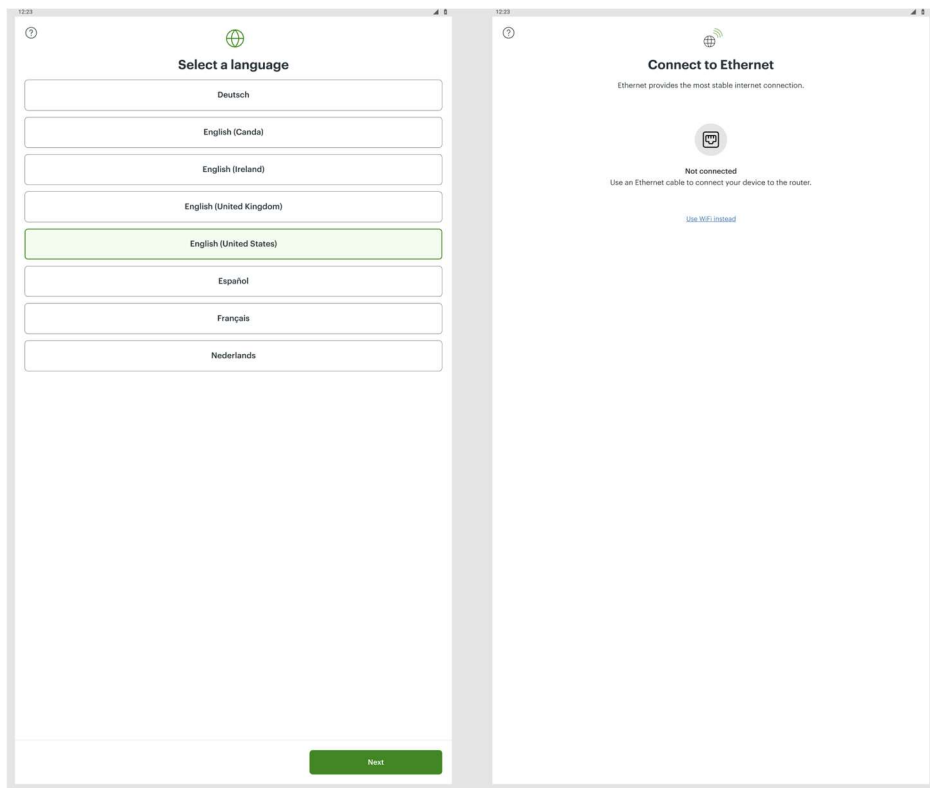 12:23
?
Select a language
Deutsch
English (Canda)
English (Ireland)
English (United Kingdom)
English (United States)
Español
Français
Nederlands
Next
12:23
?
Connect to Ethernet
Ethernet provides the most stable internet connection.
Not connected
Use an Ethernet cable to connect your device to the router.
Use WiFi instead